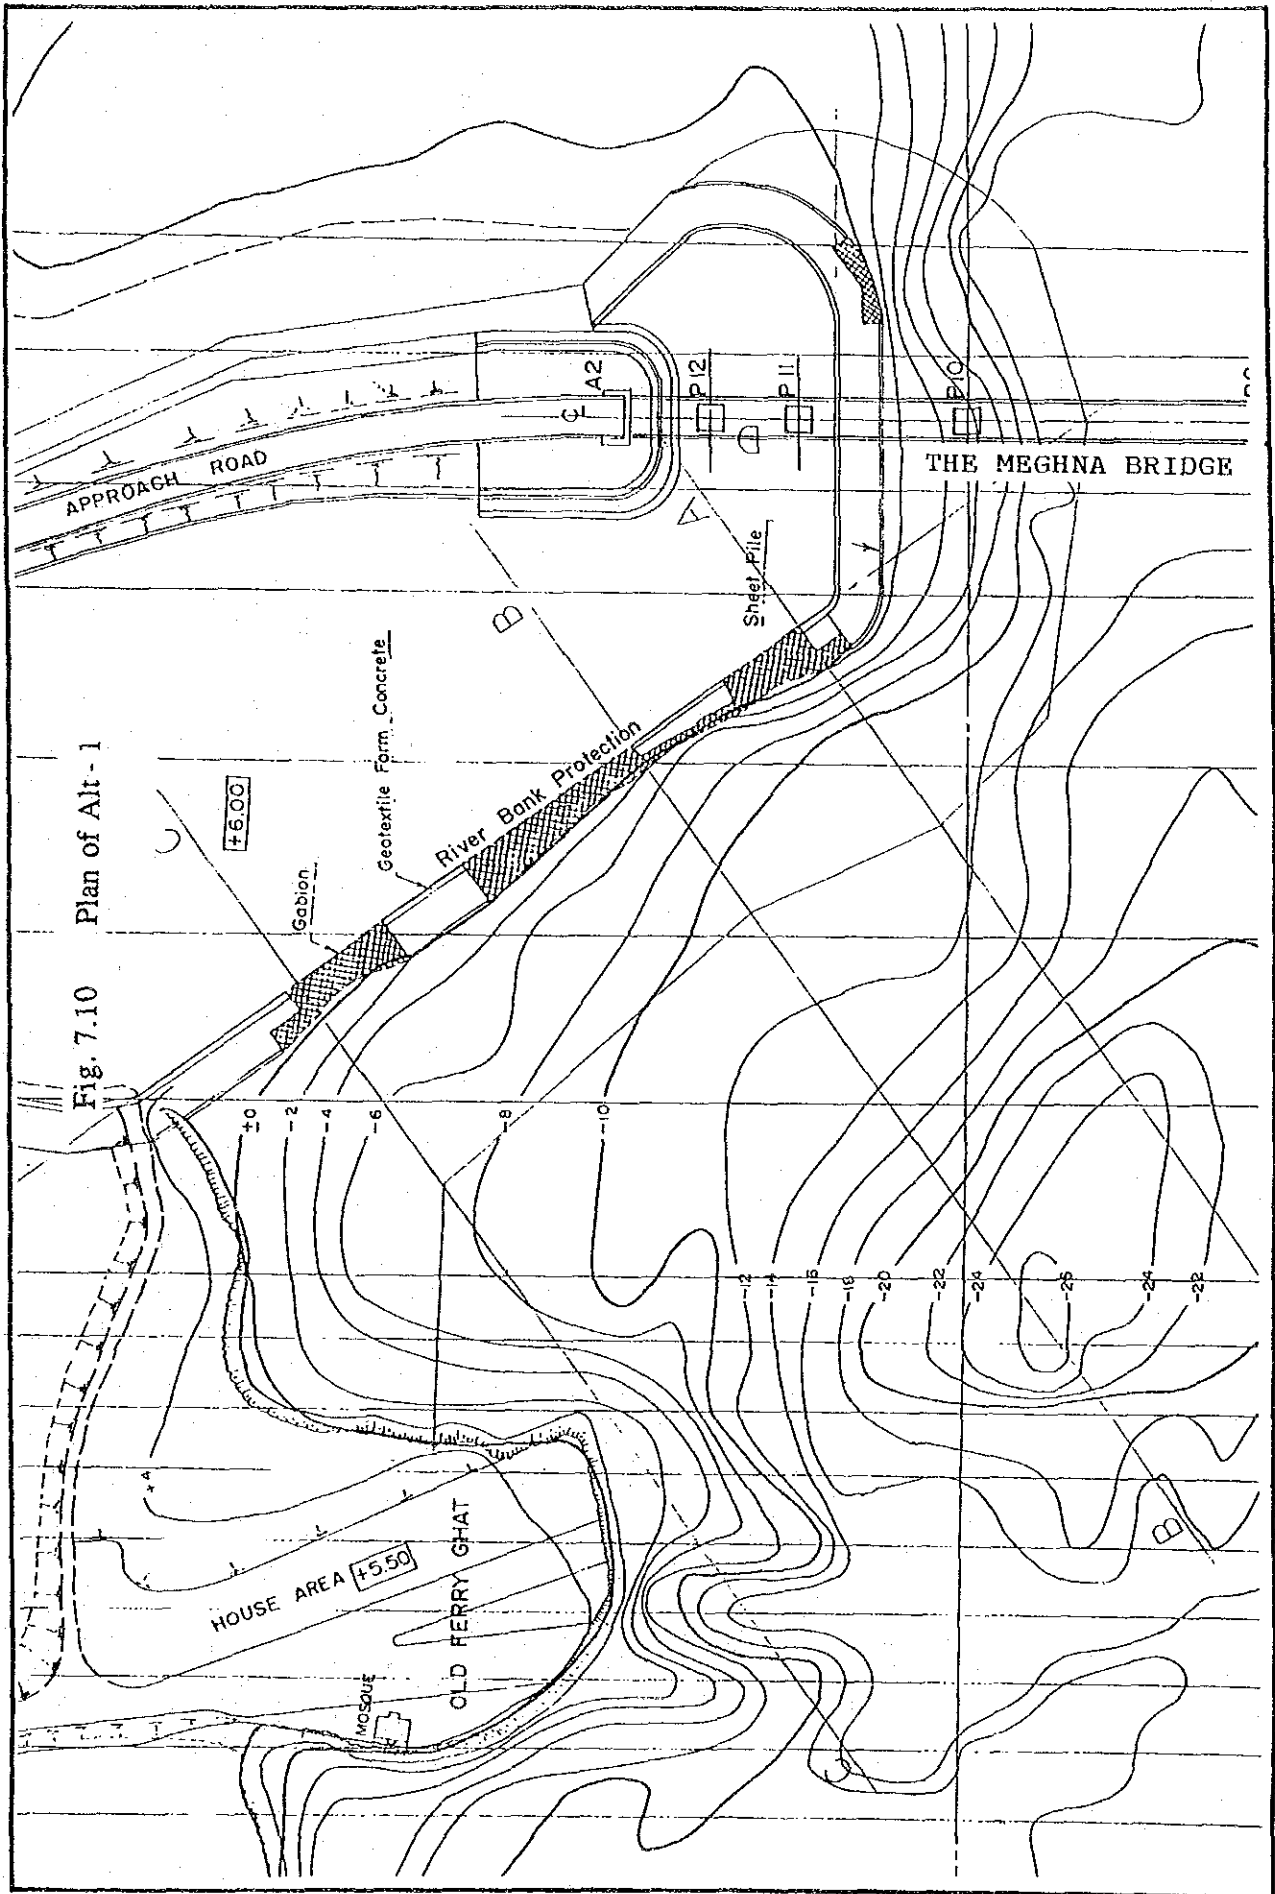 Fig. 7.10 Plan of Alt - 1
APPROACH ROAD
A2
P12
P11
P10
THE MEGHNA BRIDGE
D
A
B
C
+6.00
Sheet Pile
Geotextile Form Concrete
River Bank Protection
Gabion
±0
-2
-4
-6
-8
-10
-12
-14
-16
-18
-20
-22
-24
-26
-24
-22
+4
HOUSE AREA +5.50
OLD FERRY GHAT
MOSQUE
C
B